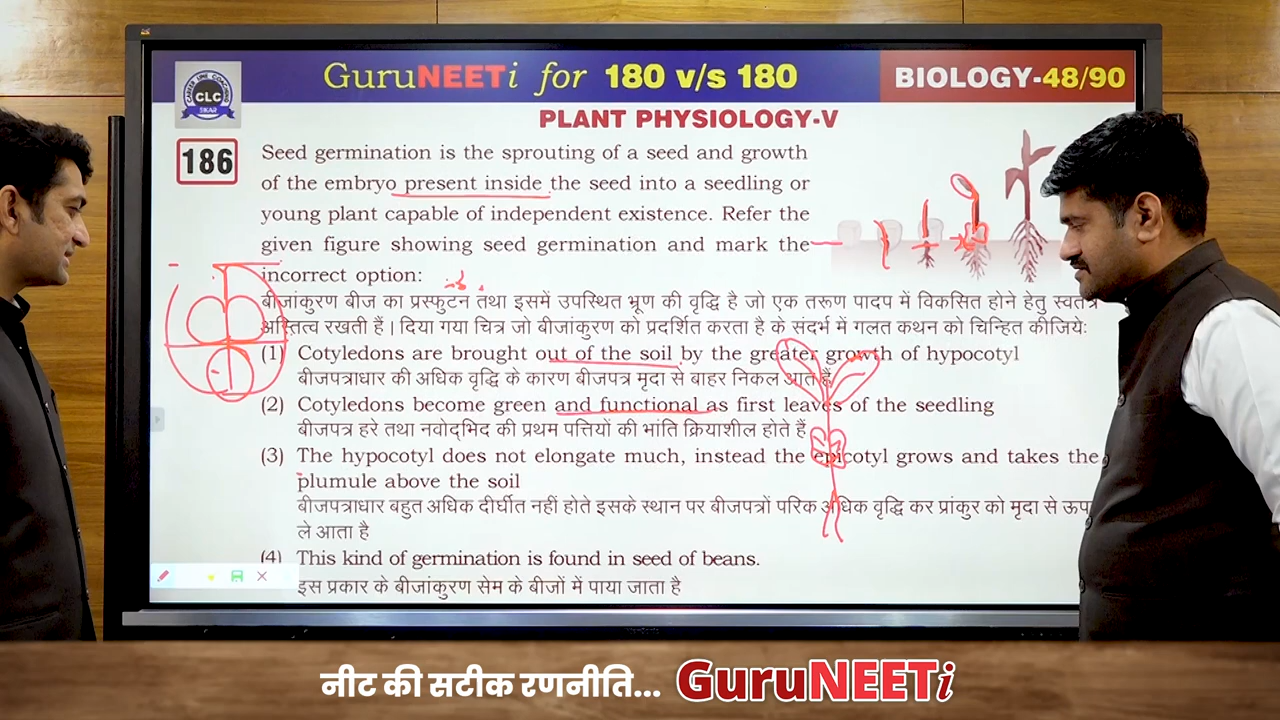 GuruNEETi for 180 v/s 180
BIOLOGY-48/90
CAREER LINE COACHING
CLC
SIKAR
PLANT PHYSIOLOGY-V
186
Seed germination is the sprouting of a seed and growth
of the embryo present inside the seed into a seedling or
young plant capable of independent existence. Refer the
given figure showing seed germination and mark the
incorrect option:
बीजांकुरण बीज का प्रस्फुटन तथा इसमें उपस्थित भ्रूण की वृद्धि है जो एक तरूण पादप में विकसित होने हेतु स्वतंत्र
अस्तित्व रखती हैं। दिया गया चित्र जो बीजांकुरण को प्रदर्शित करता है के संदर्भ में गलत कथन को चिन्हित कीजियेः
(1) Cotyledons are brought out of the soil by the greater growth of hypocotyl
बीजपत्राधार की अधिक वृद्धि के कारण बीजपत्र मृदा से बाहर निकल आते हैं
(2) Cotyledons become green and functional as first leaves of the seedling
बीजपत्र हरे तथा नवोद्भिद की प्रथम पत्तियों की भांति क्रियाशील होते हैं
(3) The hypocotyl does not elongate much, instead the epicotyl grows and takes the
plumule above the soil
बीजपत्राधार बहुत अधिक दीर्घीत नहीं होते इसके स्थान पर बीजपत्रों परिक अधिक वृद्धि कर प्रांकुर को मृदा से ऊप
ले आता है
(4) This kind of germination is found in seed of beans.
इस प्रकार के बीजांकुरण सेम के बीजों में पाया जाता है
नीट की सटीक रणनीति... GuruNEETi